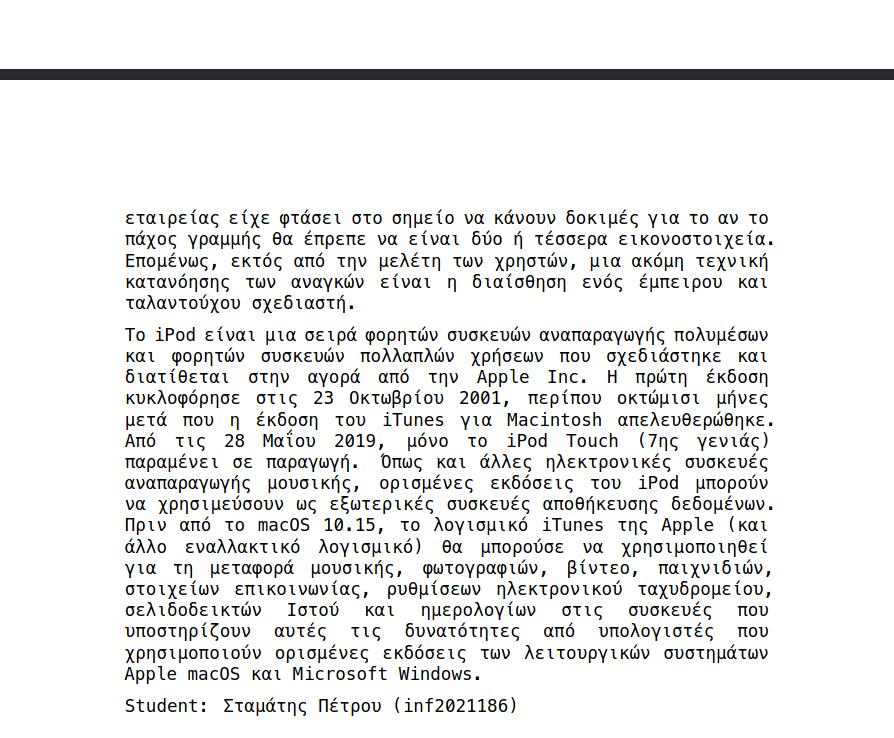 εταιρείας είχε φτάσει στο σημείο να κάνουν δοκιμές για το αν το
πάχος γραμμής θα έπρεπε να είναι δύο ή τέσσερα εικονοστοιχεία.
Επομένως, εκτός από την μελέτη των χρηστών, μια ακόμη τεχνική
κατανόησης των αναγκών είναι η διαίσθηση ενός έμπειρου και
ταλαντούχου σχεδιαστή.
Το iPod είναι μια σειρά φορητών συσκευών αναπαραγωγής πολυμέσων
και φορητών συσκευών πολλαπλών χρήσεων που σχεδιάστηκε και
διατίθεται στην αγορά από την Apple Inc. Η πρώτη έκδοση
κυκλοφόρησε στις 23 Οκτωβρίου 2001, περίπου οκτώμισι μήνες
μετά που η έκδοση του iTunes για Macintosh απελευθερώθηκε.
Από τις 28 Μαΐου 2019, μόνο το iPod Touch (7ης γενιάς)
παραμένει σε παραγωγή. Όπως και άλλες ηλεκτρονικές συσκευές
αναπαραγωγής μουσικής, ορισμένες εκδόσεις του iPod μπορούν
να χρησιμεύσουν ως εξωτερικές συσκευές αποθήκευσης δεδομένων.
Πριν από το macOS 10.15, το λογισμικό iTunes της Apple (και
άλλο εναλλακτικό λογισμικό) θα μπορούσε να χρησιμοποιηθεί
για τη μεταφορά μουσικής, φωτογραφιών, βίντεο, παιχνιδιών,
στοιχείων επικοινωνίας, ρυθμίσεων ηλεκτρονικού ταχυδρομείου,
σελιδοδεικτών Ιστού και ημερολογίων στις συσκευές που
υποστηρίζουν αυτές τις δυνατότητες από υπολογιστές που
χρησιμοποιούν ορισμένες εκδόσεις των λειτουργικών συστημάτων
Apple macOS και Microsoft Windows.
Student: Σταμάτης Πέτρου (inf2021186)